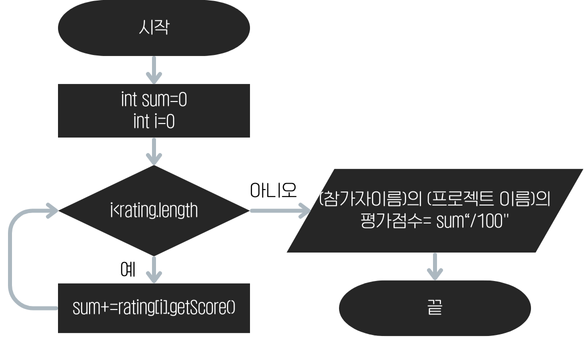 시작
int sum=0
int i=0
i<rating.length
아니오
(참가자이름)의 (프로젝트 이름)의
평가점수= sum“/100"
예
sum+=rating[i].getScore()
끝